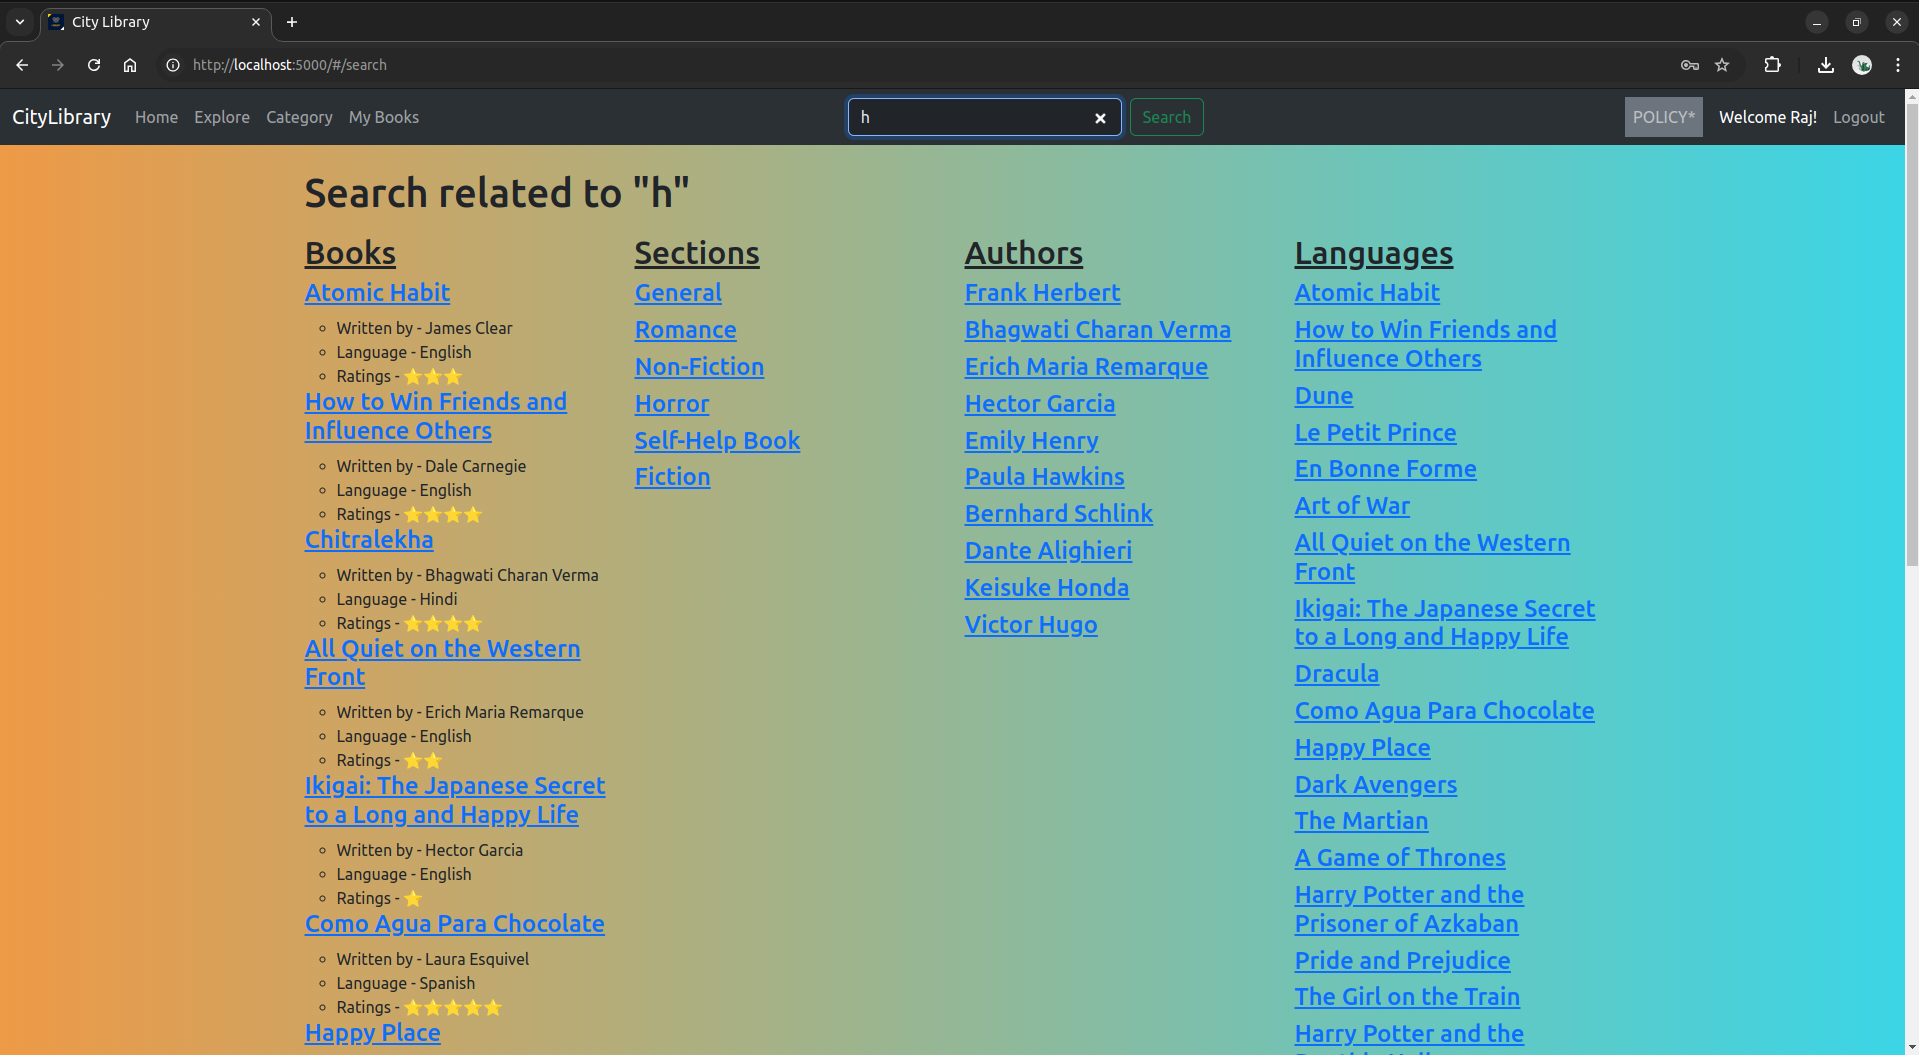 City Library
http://localhost:5000/#/search
CityLibrary
Home
Explore
Category
My Books
h
Search
POLICY*
Welcome Raj!
Logout
Search related to "h"
Books
Atomic Habit
Written by - James Clear
Language - English
Ratings - ⭐⭐⭐
How to Win Friends and
Influence Others
Written by - Dale Carnegie
Language - English
Ratings - ⭐⭐⭐⭐
Chitralekha
Written by - Bhagwati Charan Verma
Language - Hindi
Ratings - ⭐⭐⭐⭐
All Quiet on the Western
Front
Written by - Erich Maria Remarque
Language - English
Ratings - ⭐⭐
Ikigai: The Japanese Secret
to a Long and Happy Life
Written by - Hector Garcia
Language - English
Ratings - ⭐
Como Agua Para Chocolate
Written by - Laura Esquivel
Language - Spanish
Ratings - ⭐⭐⭐⭐⭐
Happy Place
Sections
General
Romance
Non-Fiction
Horror
Self-Help Book
Fiction
Authors
Frank Herbert
Bhagwati Charan Verma
Erich Maria Remarque
Hector Garcia
Emily Henry
Paula Hawkins
Bernhard Schlink
Dante Alighieri
Keisuke Honda
Victor Hugo
Languages
Atomic Habit
How to Win Friends and
Influence Others
Dune
Le Petit Prince
En Bonne Forme
Art of War
All Quiet on the Western
Front
Ikigai: The Japanese Secret
to a Long and Happy Life
Dracula
Como Agua Para Chocolate
Happy Place
Dark Avengers
The Martian
A Game of Thrones
Harry Potter and the
Prisoner of Azkaban
Pride and Prejudice
The Girl on the Train
Harry Potter and the